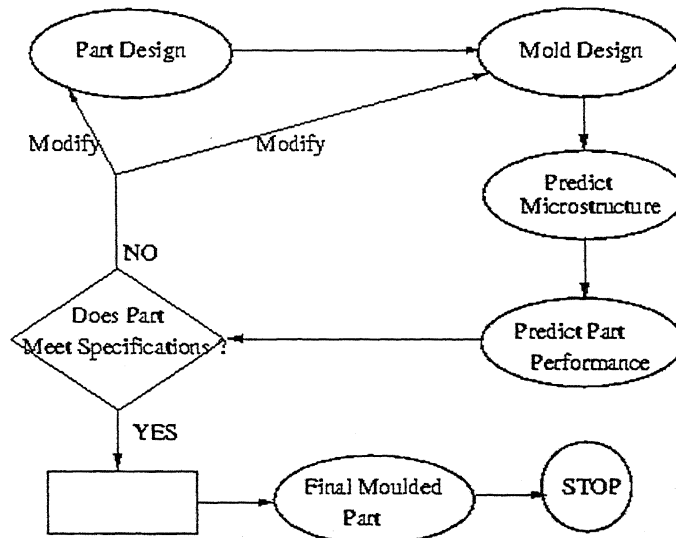 Part Design
Mold Design
Modify
Modify
Predict
Microstructure
NO
Does Part
Meet Specifications ?
Predict Part
Performance
YES
Final Moulded
Part
STOP